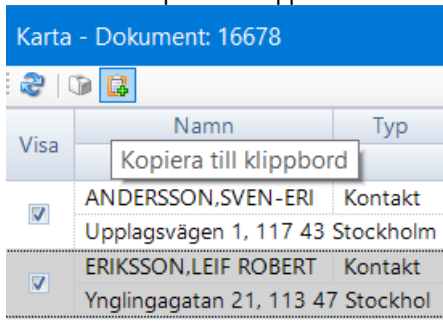 Karta - Dokument: 16678
Namn Typ
Visa
Kopiera till klippbord
ANDERSSON,SVEN-ERI Kontakt
Upplagsvägen 1, 117 43 Stockholm
ERIKSSON,LEIF ROBERT Kontakt
Ynglingagatan 21, 113 47 Stockhol